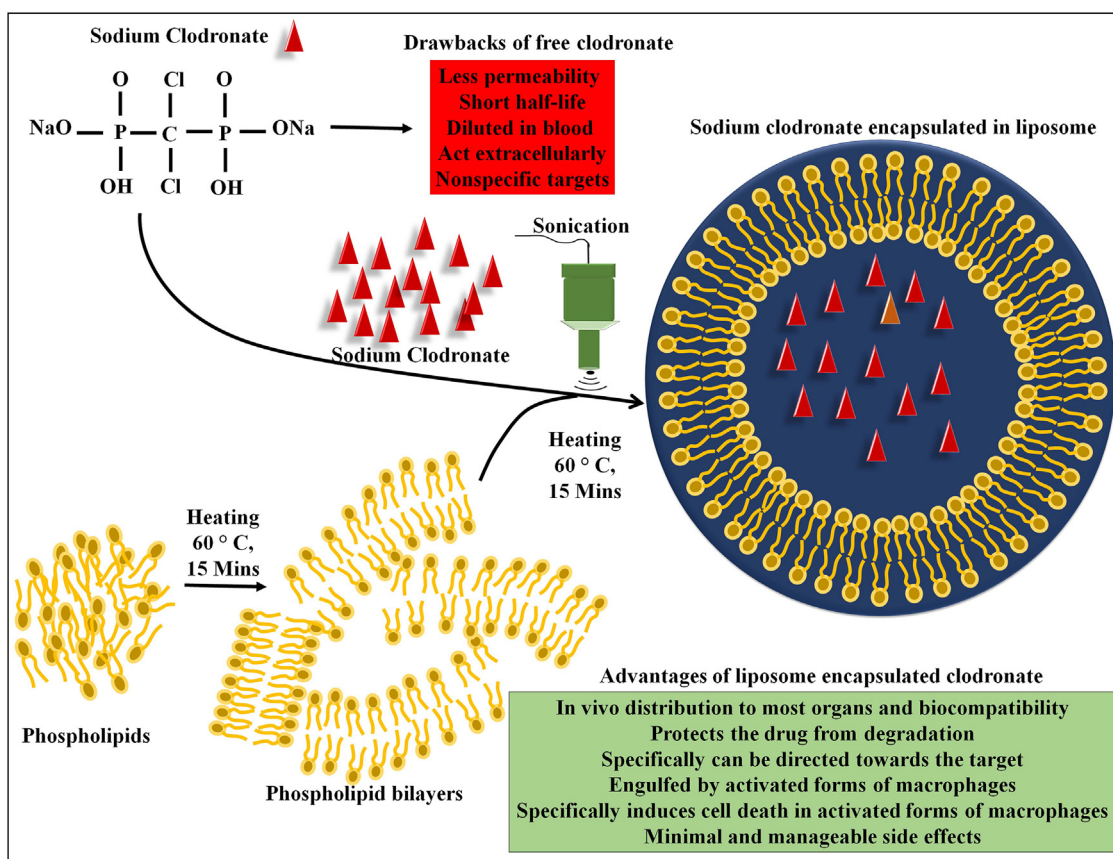 Sodium Clodronate
O Cl O
NaO P C P ONa
OH Cl OH
Drawbacks of free clodronate
Less permeability
Short half-life
Diluted in blood
Act extracellularly
Nonspecific targets
Sodium clodronate encapsulated in liposome
Sonication
Sodium Clodronate
Heating
60 ° C,
15 Mins
Heating
60 ° C,
15 Mins
Phospholipids
Phospholipid bilayers
Advantages of liposome encapsulated clodronate
In vivo distribution to most organs and biocompatibility
Protects the drug from degradation
Specifically can be directed towards the target
Engulfed by activated forms of macrophages
Specifically induces cell death in activated forms of macrophages
Minimal and manageable side effects